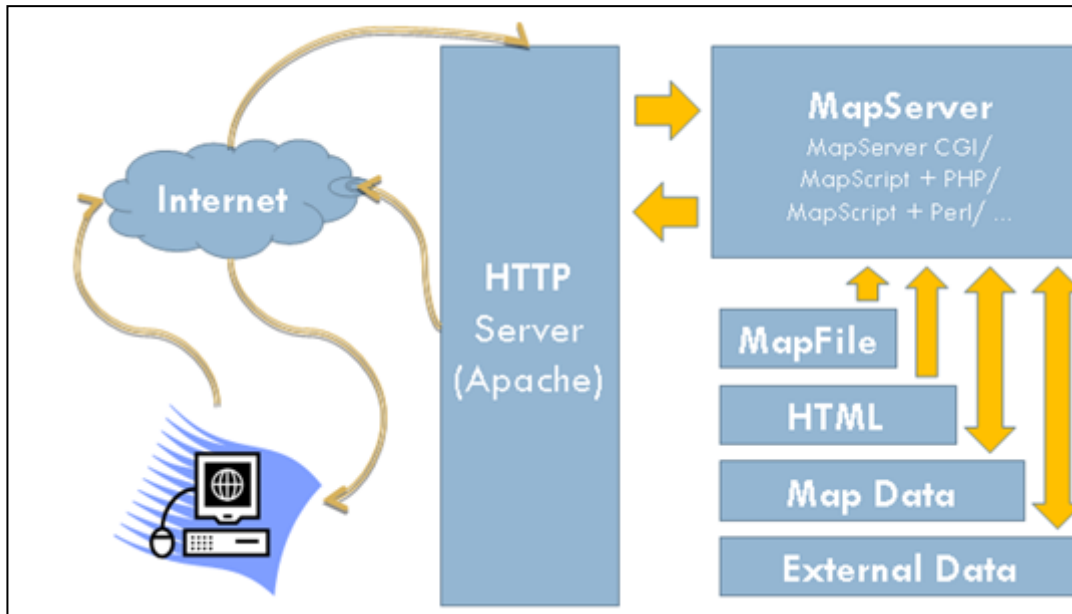 Internet
HTTP
Server
(Apache)
MapServer
MapServer CGI/
MapScript + PHP/
MapScript + Perl/ ...
MapFile
HTML
Map Data
External Data